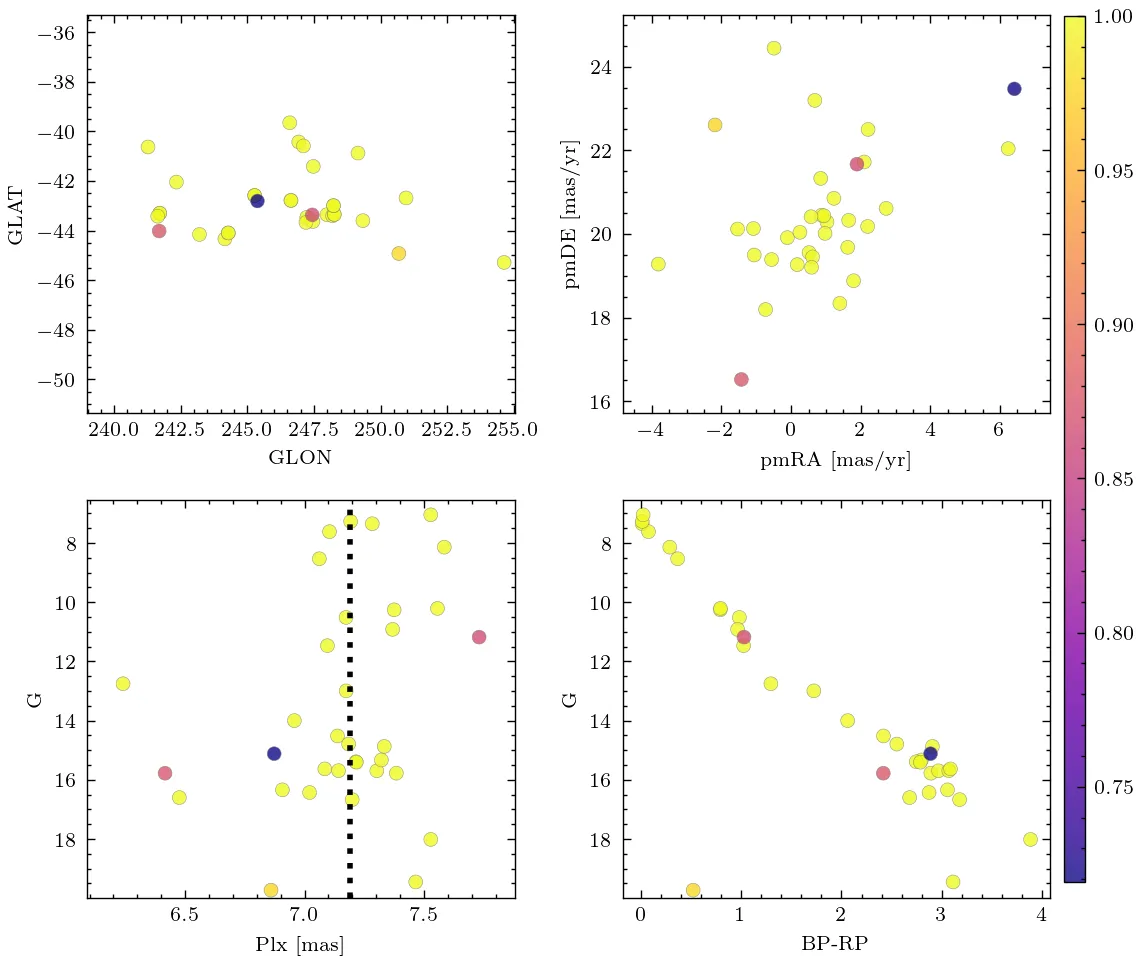 −36
−38
−40
−42
−44
−46
−48
−50
GLAT
240.0 242.5 245.0 247.5 250.0 252.5 255.0
GLON
24
22
20
18
16
pmDE [mas/yr]
−4 −2 0 2 4 6
pmRA [mas/yr]
8
10
12
14
16
18
G
6.5 7.0 7.5
Plx [mas]
8
10
12
14
16
18
G
0 1 2 3 4
BP-RP
1.00
0.95
0.90
0.85
0.80
0.75